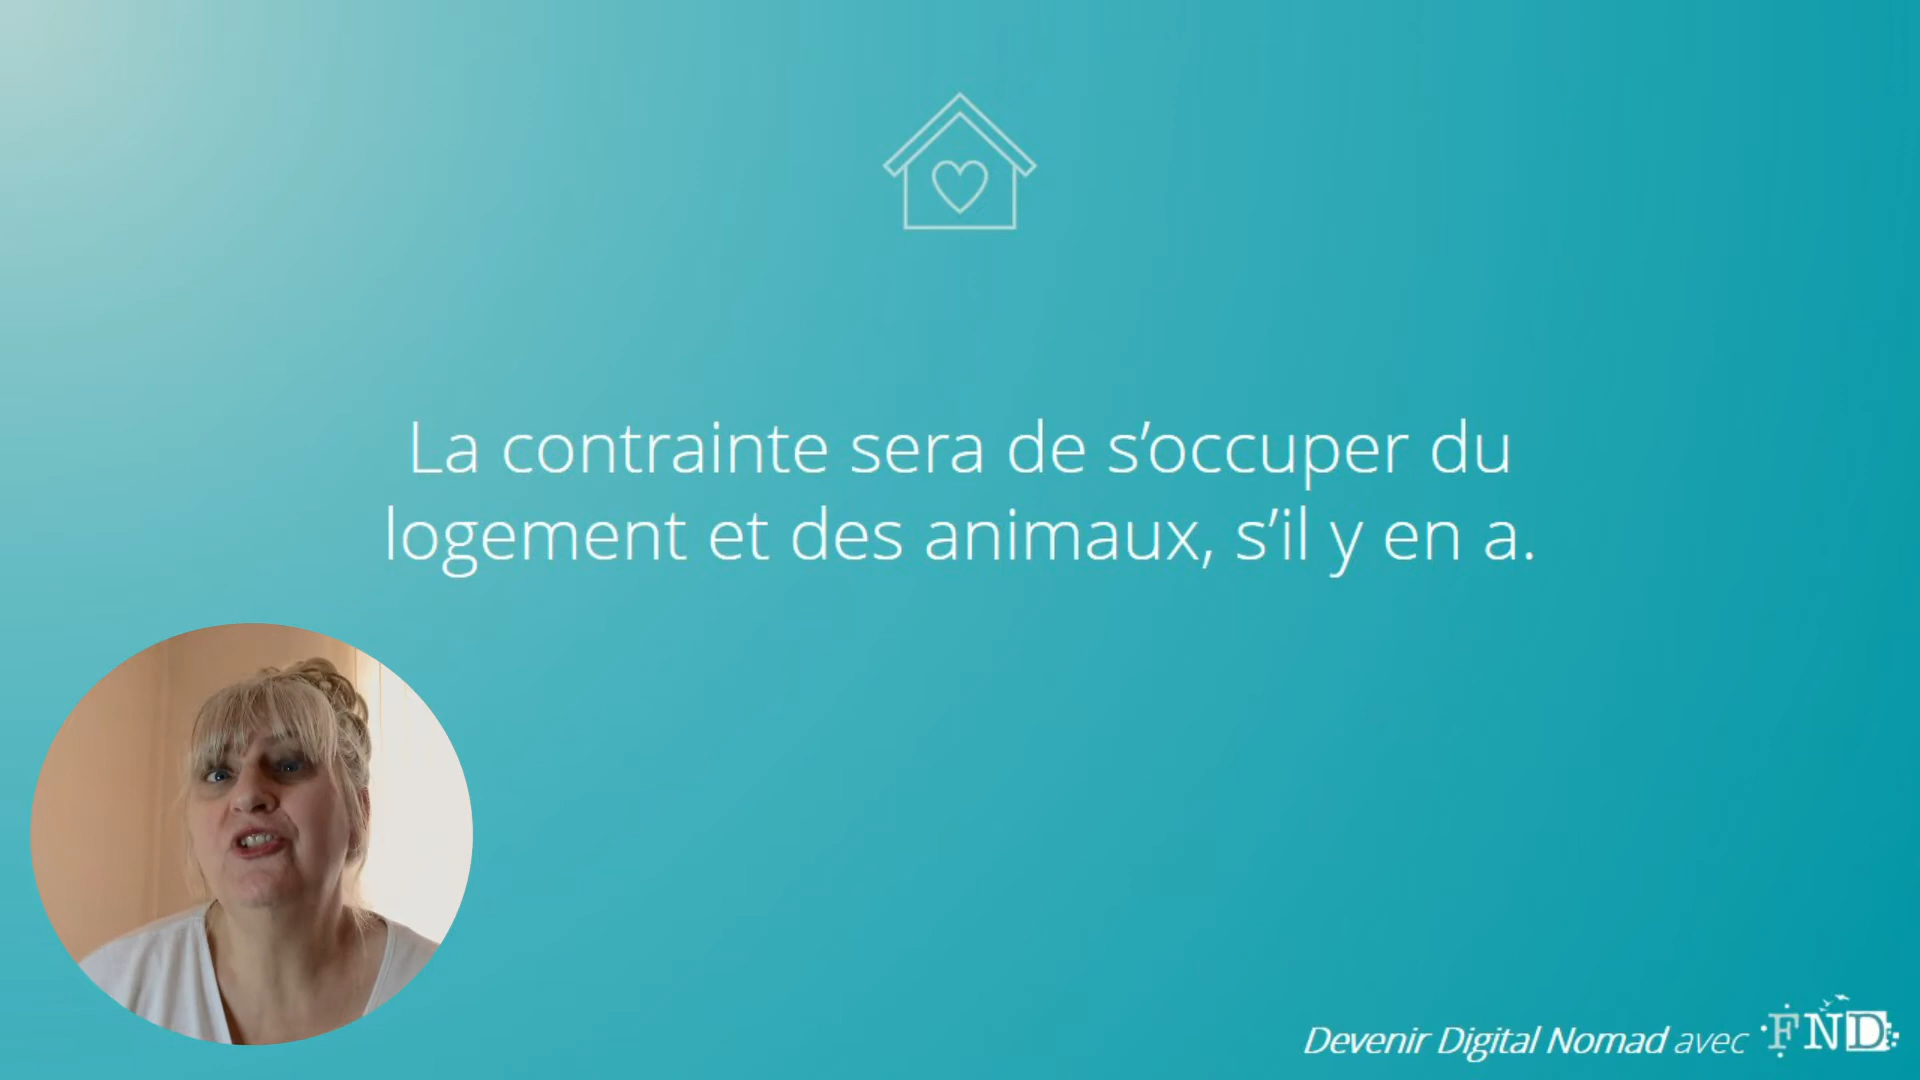 La contrainte sera de s’occuper du
logement et des animaux, s’il y en a.
Devenir Digital Nomad avec FND